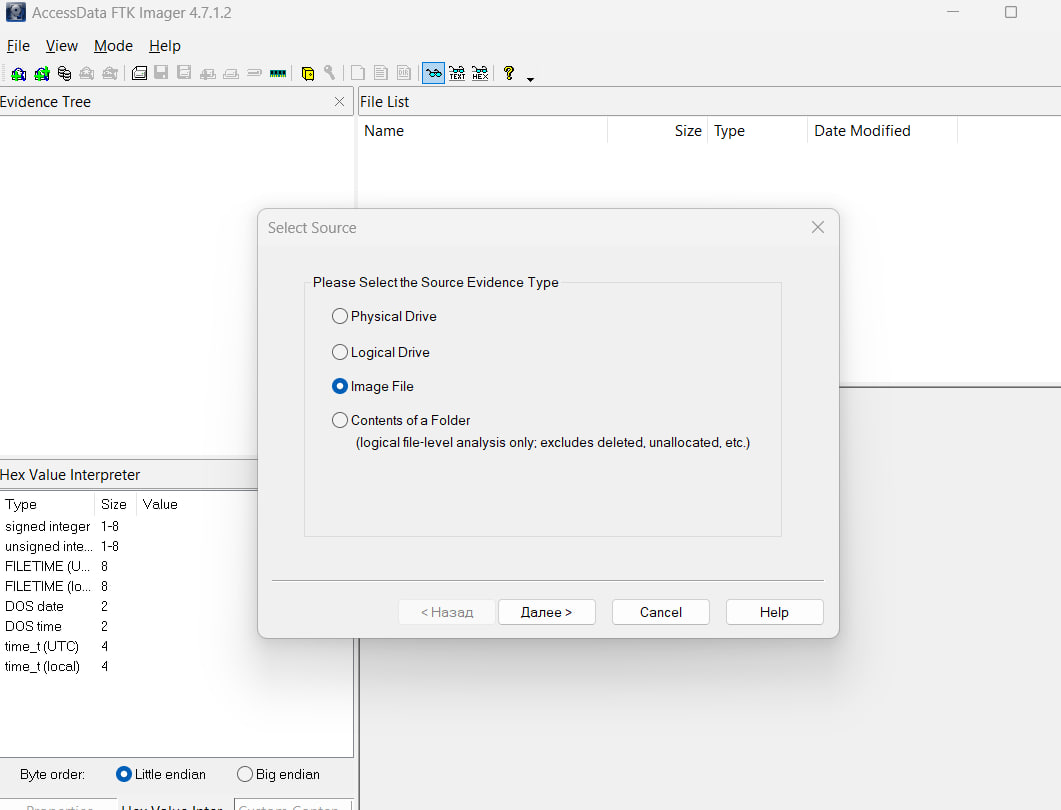 AccessData FTK Imager 4.7.1.2
File View Mode Help
TEXT HEX
Evidence Tree
File List
Name Size Type Date Modified
Select Source
Please Select the Source Evidence Type
Physical Drive
Logical Drive
Image File
Contents of a Folder
(logical file-level analysis only; excludes deleted, unallocated, etc.)
< Назад Далее > Cancel Help
Hex Value Interpreter
Type Size Value
signed integer 1-8
unsigned inte... 1-8
FILETIME (U... 8
FILETIME (lo... 8
DOS date 2
DOS time 2
time_t (UTC) 4
time_t (local) 4
Byte order: Little endian Big endian
Properties Hex Value Inter... Custom Conten...